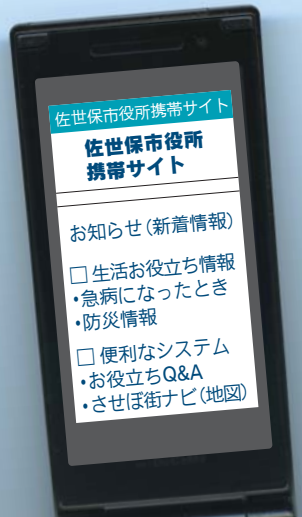 佐世保市役所携帯サイト
佐世保市役所
携帯サイト
お知らせ（新着情報）
□ 生活お役立ち情報
・急病になったとき
・防災情報
□ 便利なシステム
・お役立ちQ&A
・させぼ街ナビ（地図）